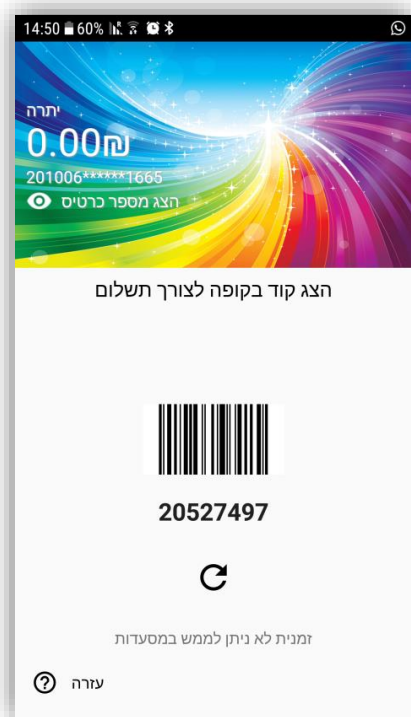 14:50 60%
יתרה
0.00₪
201006******1665
הצג מספר כרטיס
הצג קוד בקופה לצורך תשלום
20527497
זמנית לא ניתן לממש במסעדות
עזרה